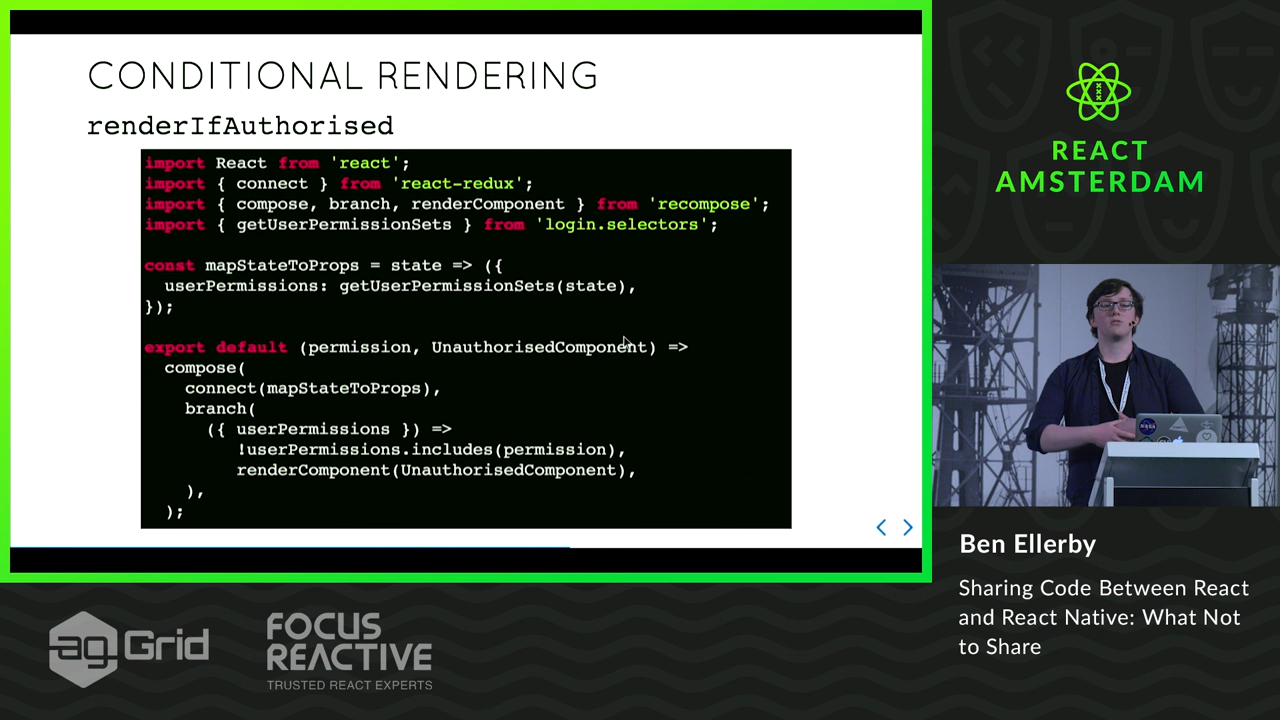 CONDITIONAL RENDERING
renderIfAuthorised
import React from 'react';
import { connect } from 'react-redux';
import { compose, branch, renderComponent } from 'recompose';
import { getUserPermissionSets } from 'login.selectors';
const mapStateToProps = state => ({
userPermissions: getUserPermissionSets(state),
});
export default (permission, UnauthorisedComponent) =>
compose(
connect(mapStateToProps),
branch(
({ userPermissions }) =>
!userPermissions.includes(permission),
renderComponent(UnauthorisedComponent),
),
);
REACT
AMSTERDAM
Ben Ellerby
Sharing Code Between React
and React Native: What Not
to Share
ag Grid
FOCUS
REACTIVE
TRUSTED REACT EXPERTS